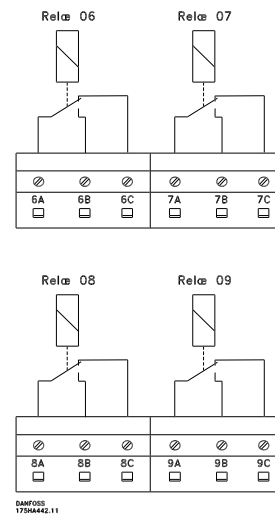 Relæ 06 Relæ 07
6A 6B 6C 7A 7B 7C
Relæ 08 Relæ 09
8A 8B 8C 9A 9B 9C
DANFOSS
175HA442.11